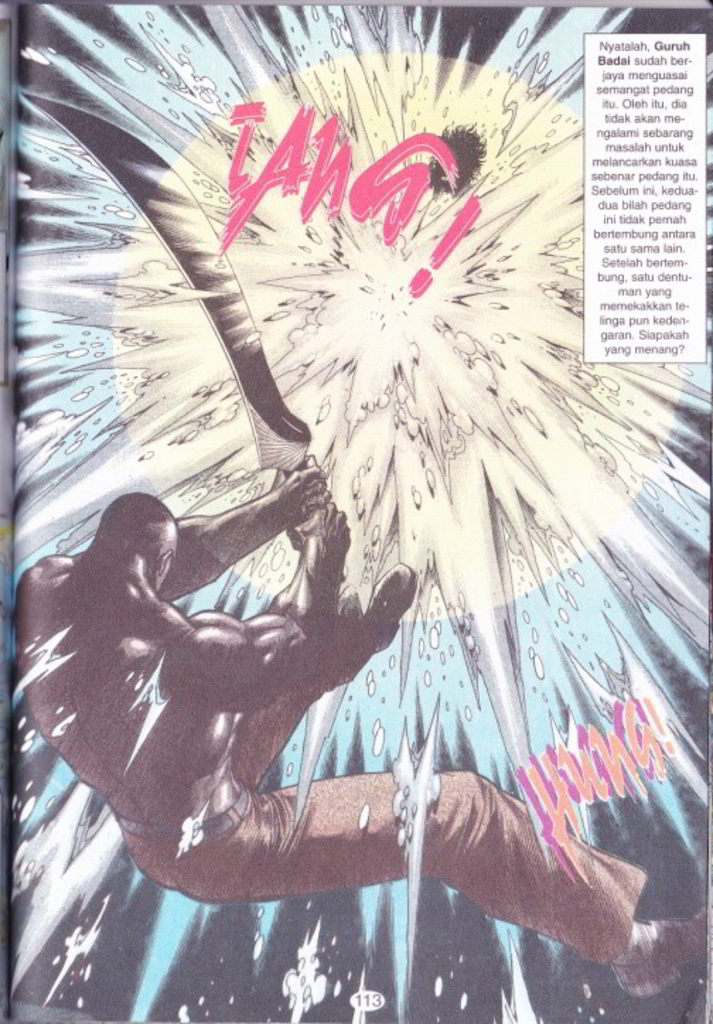 Nyatalah, Guruh
Badai sudah ber-
jaya menguasai
semangat pedang
itu. Oleh itu, dia
tidak akan me-
ngalami sebarang
masalah untuk
melancarkan kuasa
sebenar pedang itu.
Sebelum ini, kedua-
dua bilah pedang
ini tidak pernah
bertembung antara
satu sama lain.
Setelah bertem-
bung, satu dentu-
man yang
memekakkan te-
linga pun keden-
garan. Siapakah
yang menang?
TANG!
113